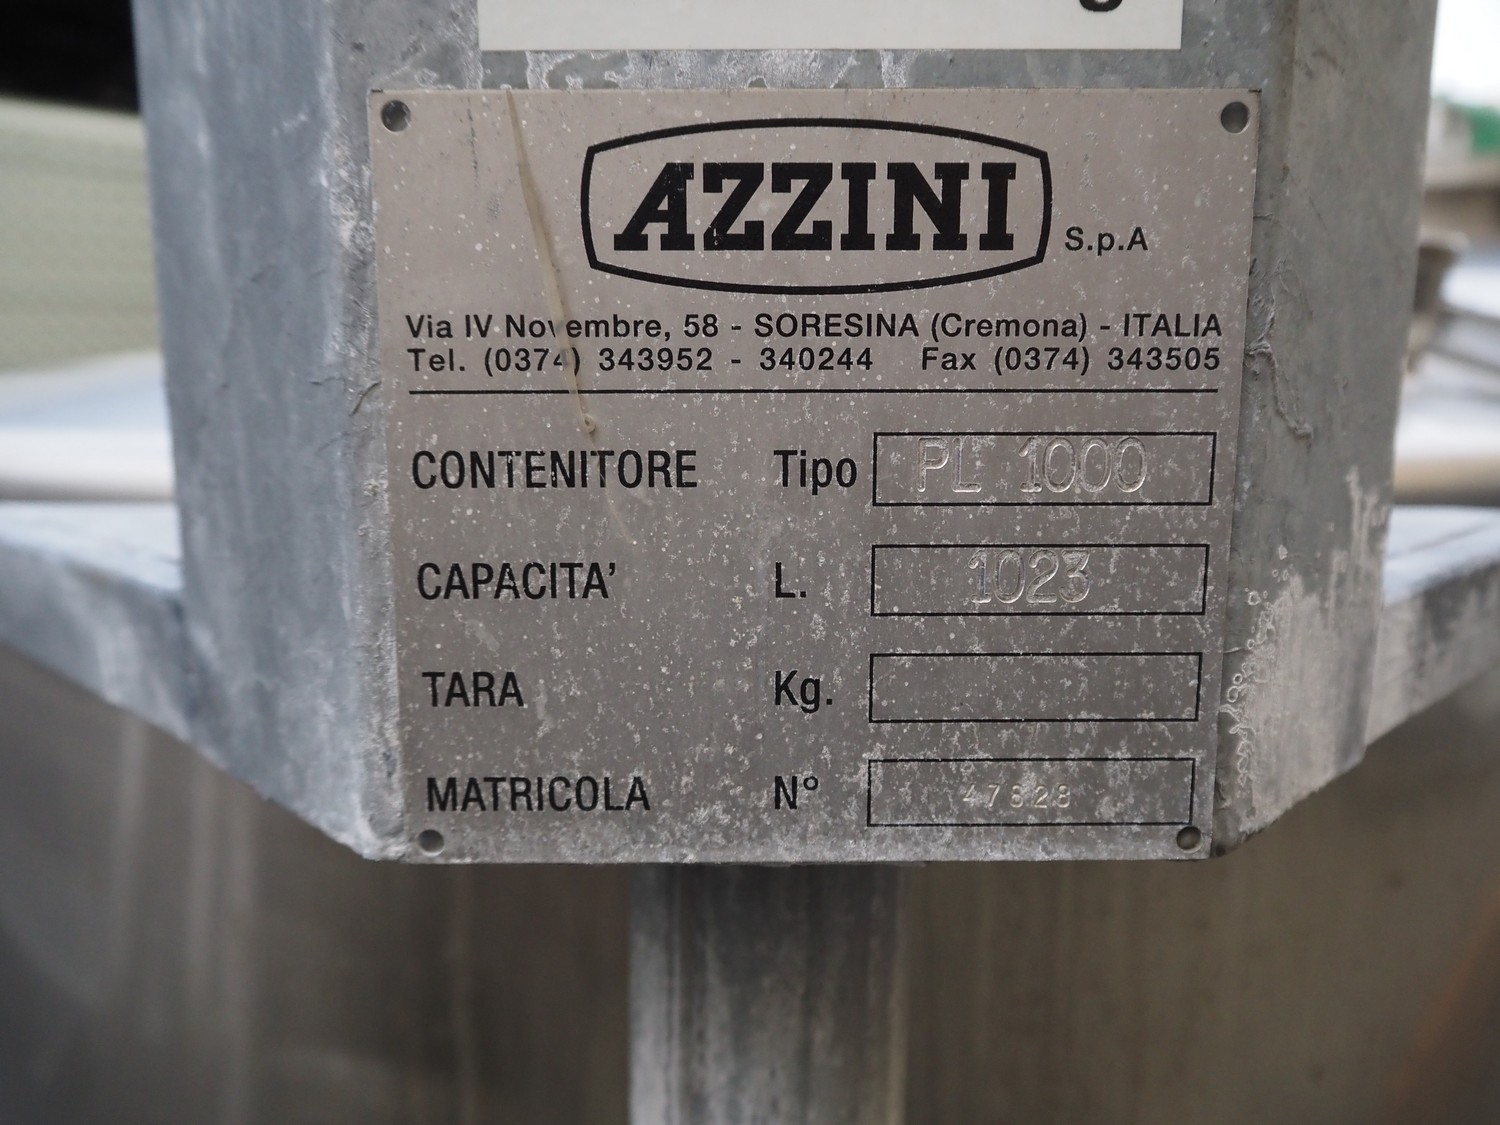 AZZINI S.p.A
Via IV Novembre, 58 - SORESINA (Cremona) - ITALIA
Tel. (0374) 343952 - 340244 Fax (0374) 343505
CONTENITORE Tipo PL 1000
CAPACITA' L. 1023
TARA Kg.
MATRICOLA N° 47828